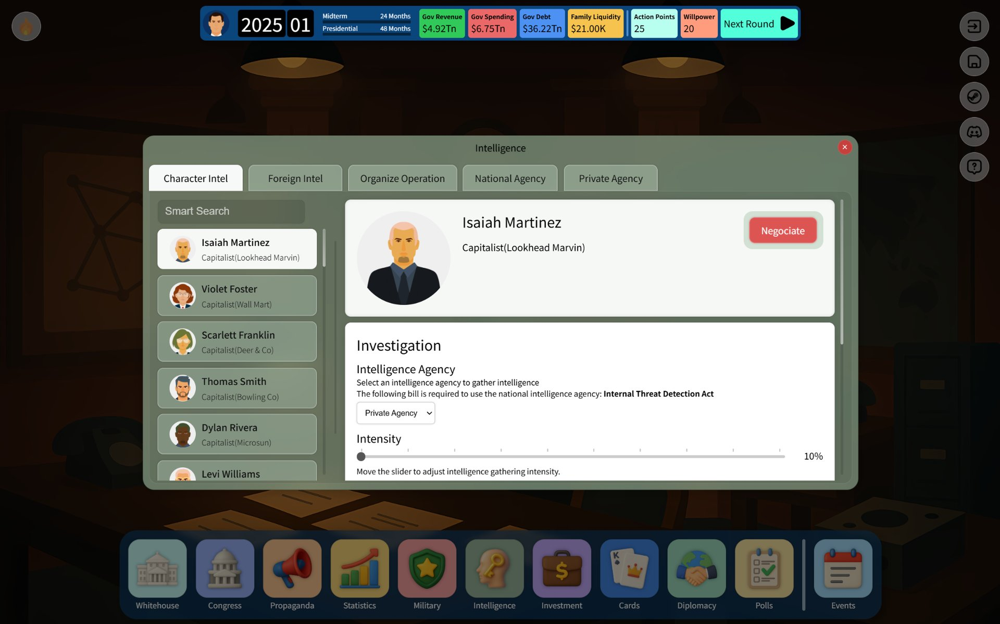 2025 01
Midterm 24 Months
Presidential 48 Months
Gov Revenue
$4.92Tn
Gov Spending
$6.75Tn
Gov Debt
$36.22Tn
Family Liquidity
$21.00K
Action Points
25
Willpower
20
Next Round
Intelligence
Character Intel
Foreign Intel
Organize Operation
National Agency
Private Agency
Smart Search
Isaiah Martinez
Capitalist(Lookhead Marvin)
Violet Foster
Capitalist(Wall Mart)
Scarlett Franklin
Capitalist(Deer & Co)
Thomas Smith
Capitalist(Bowling Co)
Dylan Rivera
Capitalist(Microsun)
Levi Williams
Isaiah Martinez
Capitalist(Lookhead Marvin)
Negociate
Investigation
Intelligence Agency
Select an intelligence agency to gather intelligence
The following bill is required to use the national intelligence agency: Internal Threat Detection Act
Private Agency
Intensity
10%
Move the slider to adjust intelligence gathering intensity.
Whitehouse
Congress
Propaganda
Statistics
Military
Intelligence
Investment
K
Cards
Diplomacy
Polls
Events